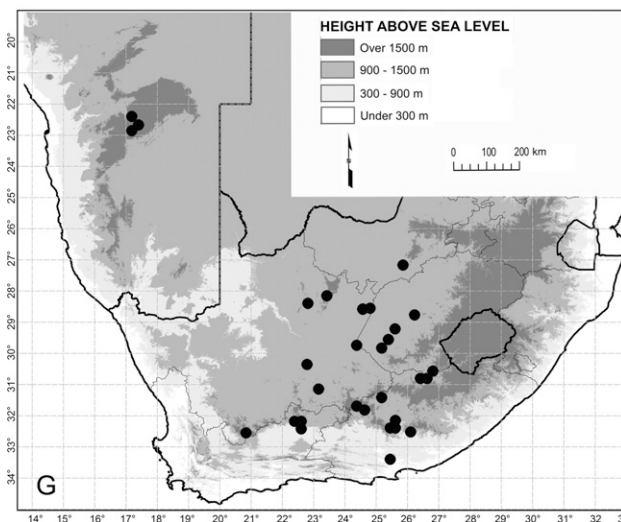 HEIGHT ABOVE SEA LEVEL
Over 1500 m
900 - 1500 m
300 - 900 m
Under 300 m
N
0 100 200 km
20°
21°
22°
23°
24°
25°
26°
27°
28°
29°
30°
31°
32°
33°
34°
G
14° 15° 16° 17° 18° 19° 20° 21° 22° 23° 24° 25° 26° 27° 28° 29° 30° 31° 32° 33°